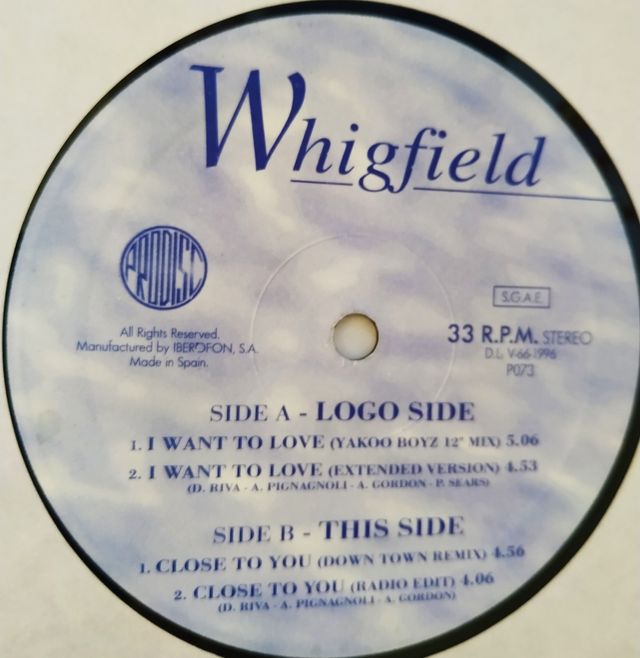 Whigfield
PRODISC
All Rights Reserved.
Manufactured by IBEROFON, S.A.
Made in Spain.
S.G.A.E.
33 R.P.M. STEREO
D.L. V-66-1996
P073
SIDE A - LOGO SIDE
1. I WANT TO LOVE (YAKOO BOYZ 12" MIX) 5.06
2. I WANT TO LOVE (EXTENDED VERSION) 4.53
(D. RIVA - A. PIGNAGNOLI - A. GORDON - P. SEARS)
SIDE B - THIS SIDE
1. CLOSE TO YOU (DOWN TOWN REMIX) 4.56
2. CLOSE TO YOU (RADIO EDIT) 4.06
(D. RIVA - A. PIGNAGNOLI - A. GORDON)